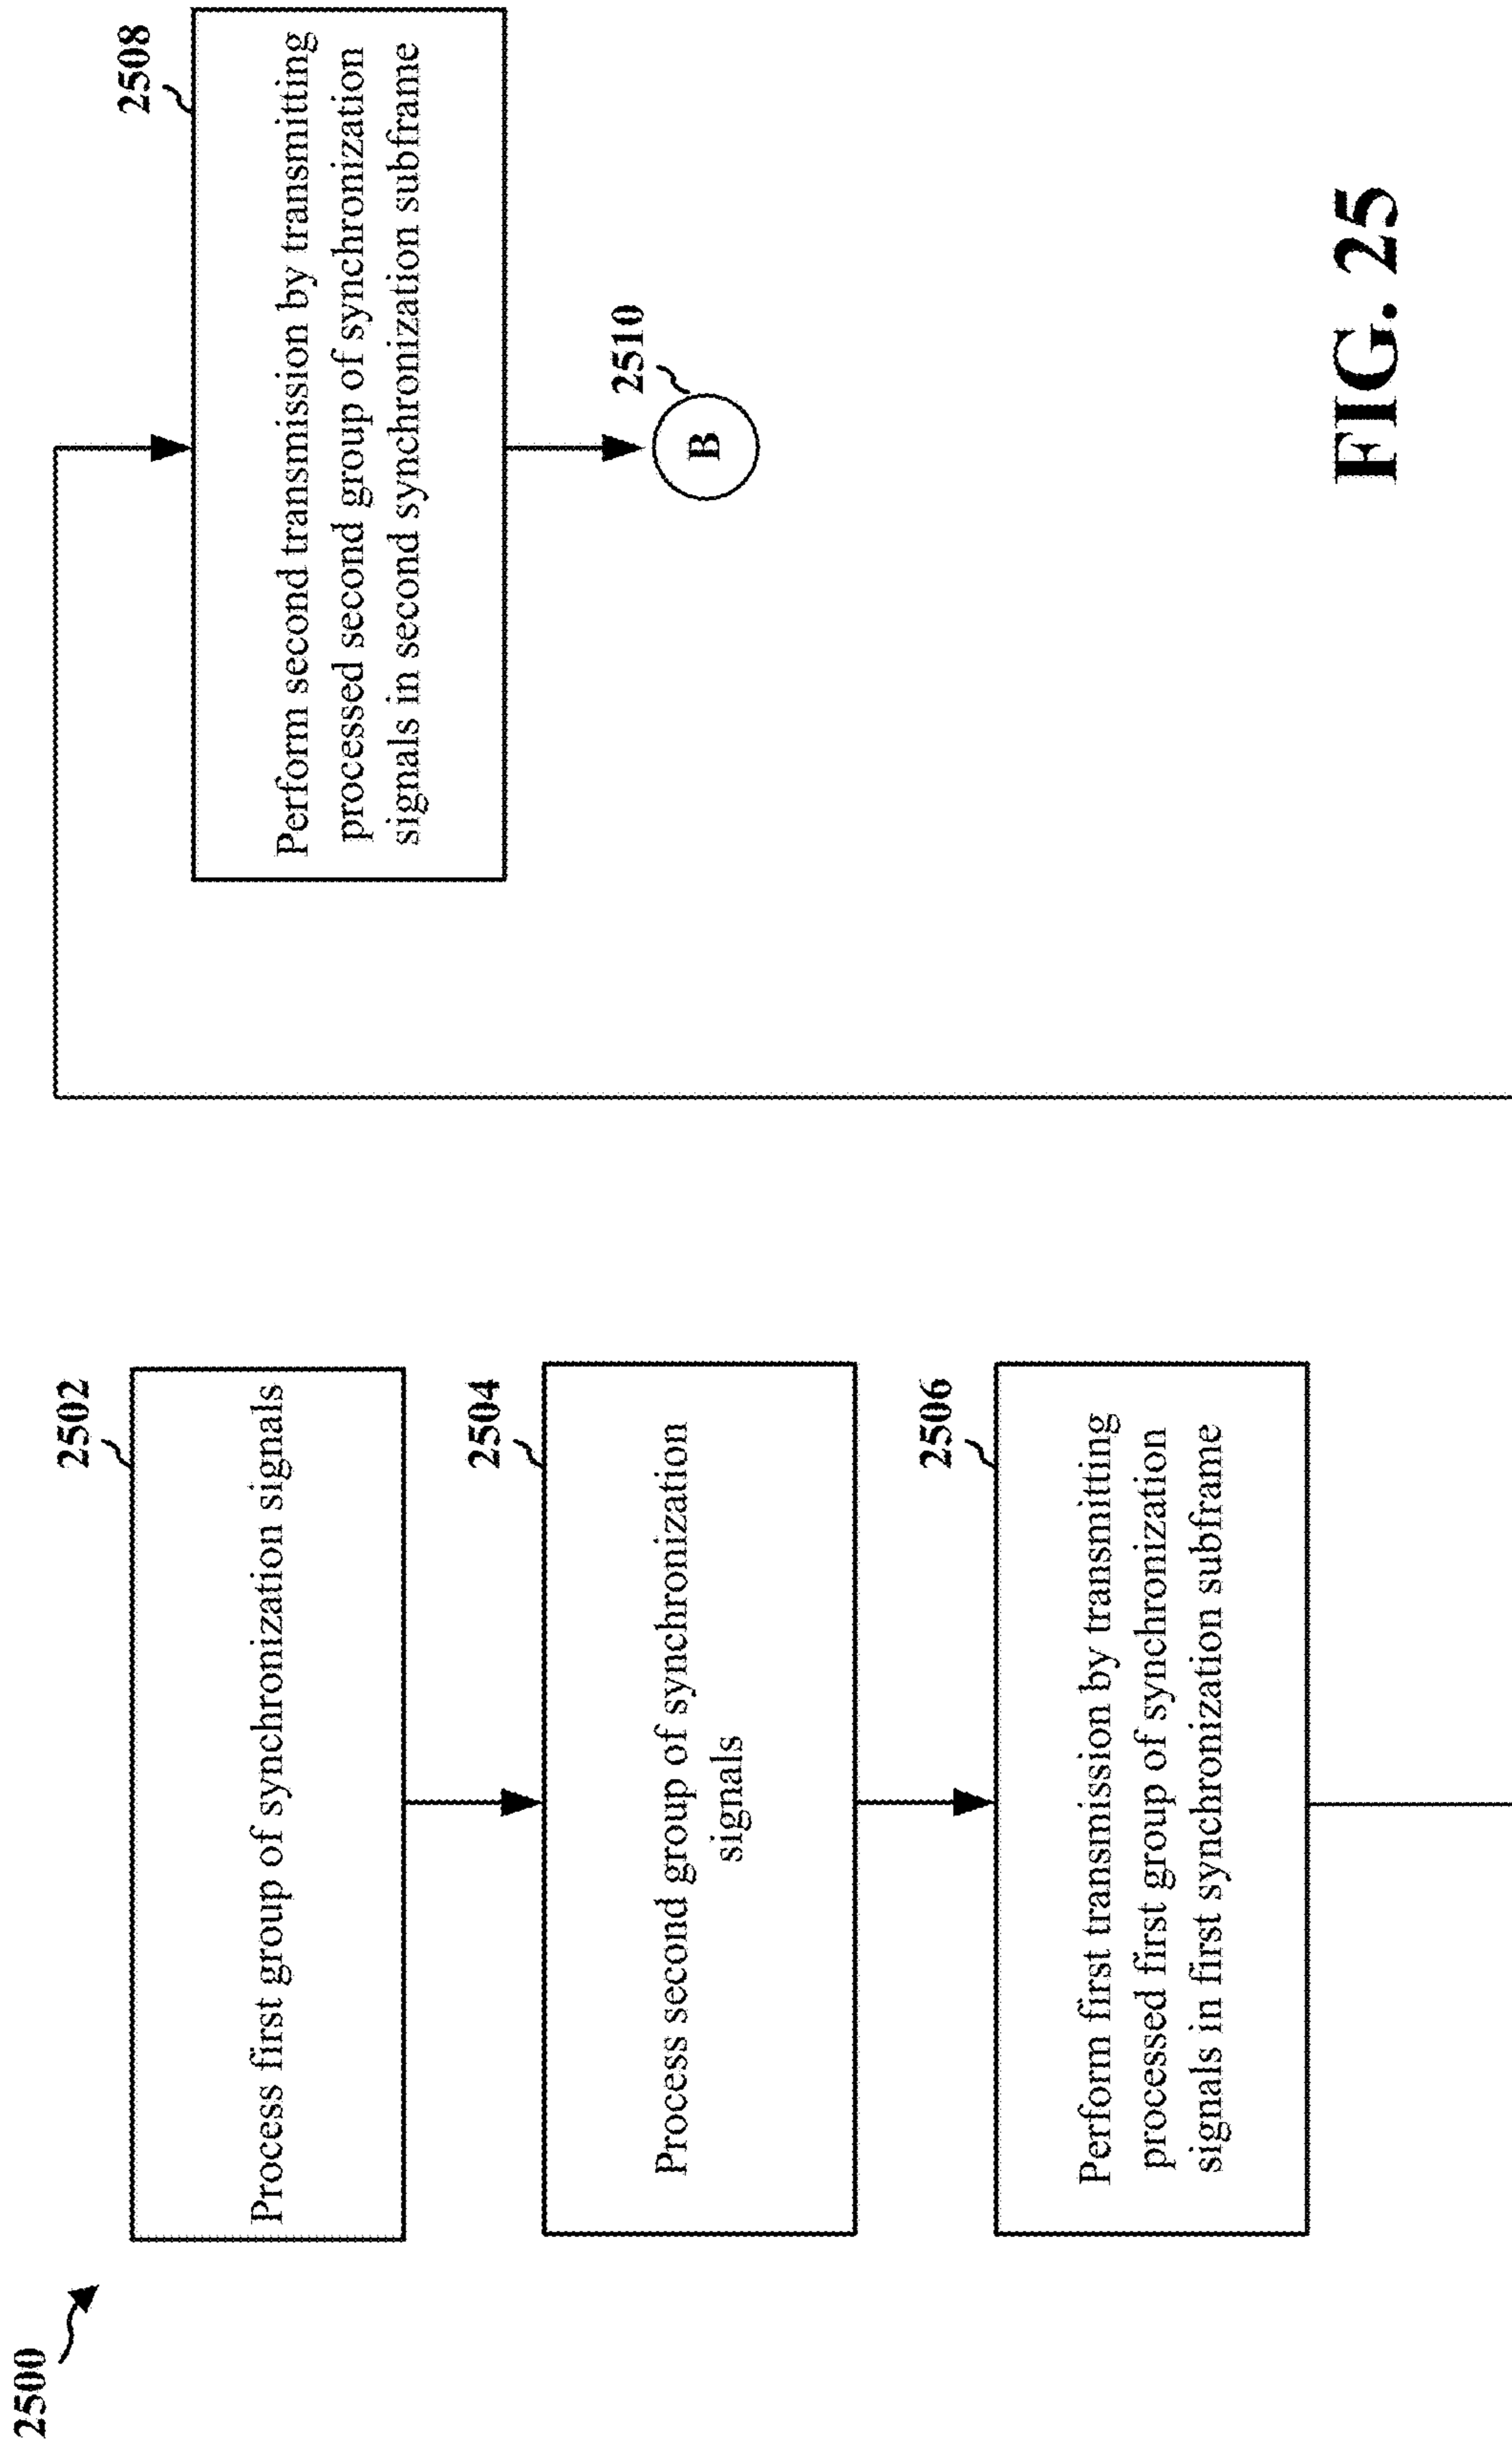 2500
2502
Process first group of synchronization signals
2504
Process second group of synchronization
signals
2506
Perform first transmission by transmitting
processed first group of synchronization
signals in first synchronization subframe
2508
Perform second transmission by transmitting
processed second group of synchronization
signals in second synchronization subframe
2510
B
FIG. 25